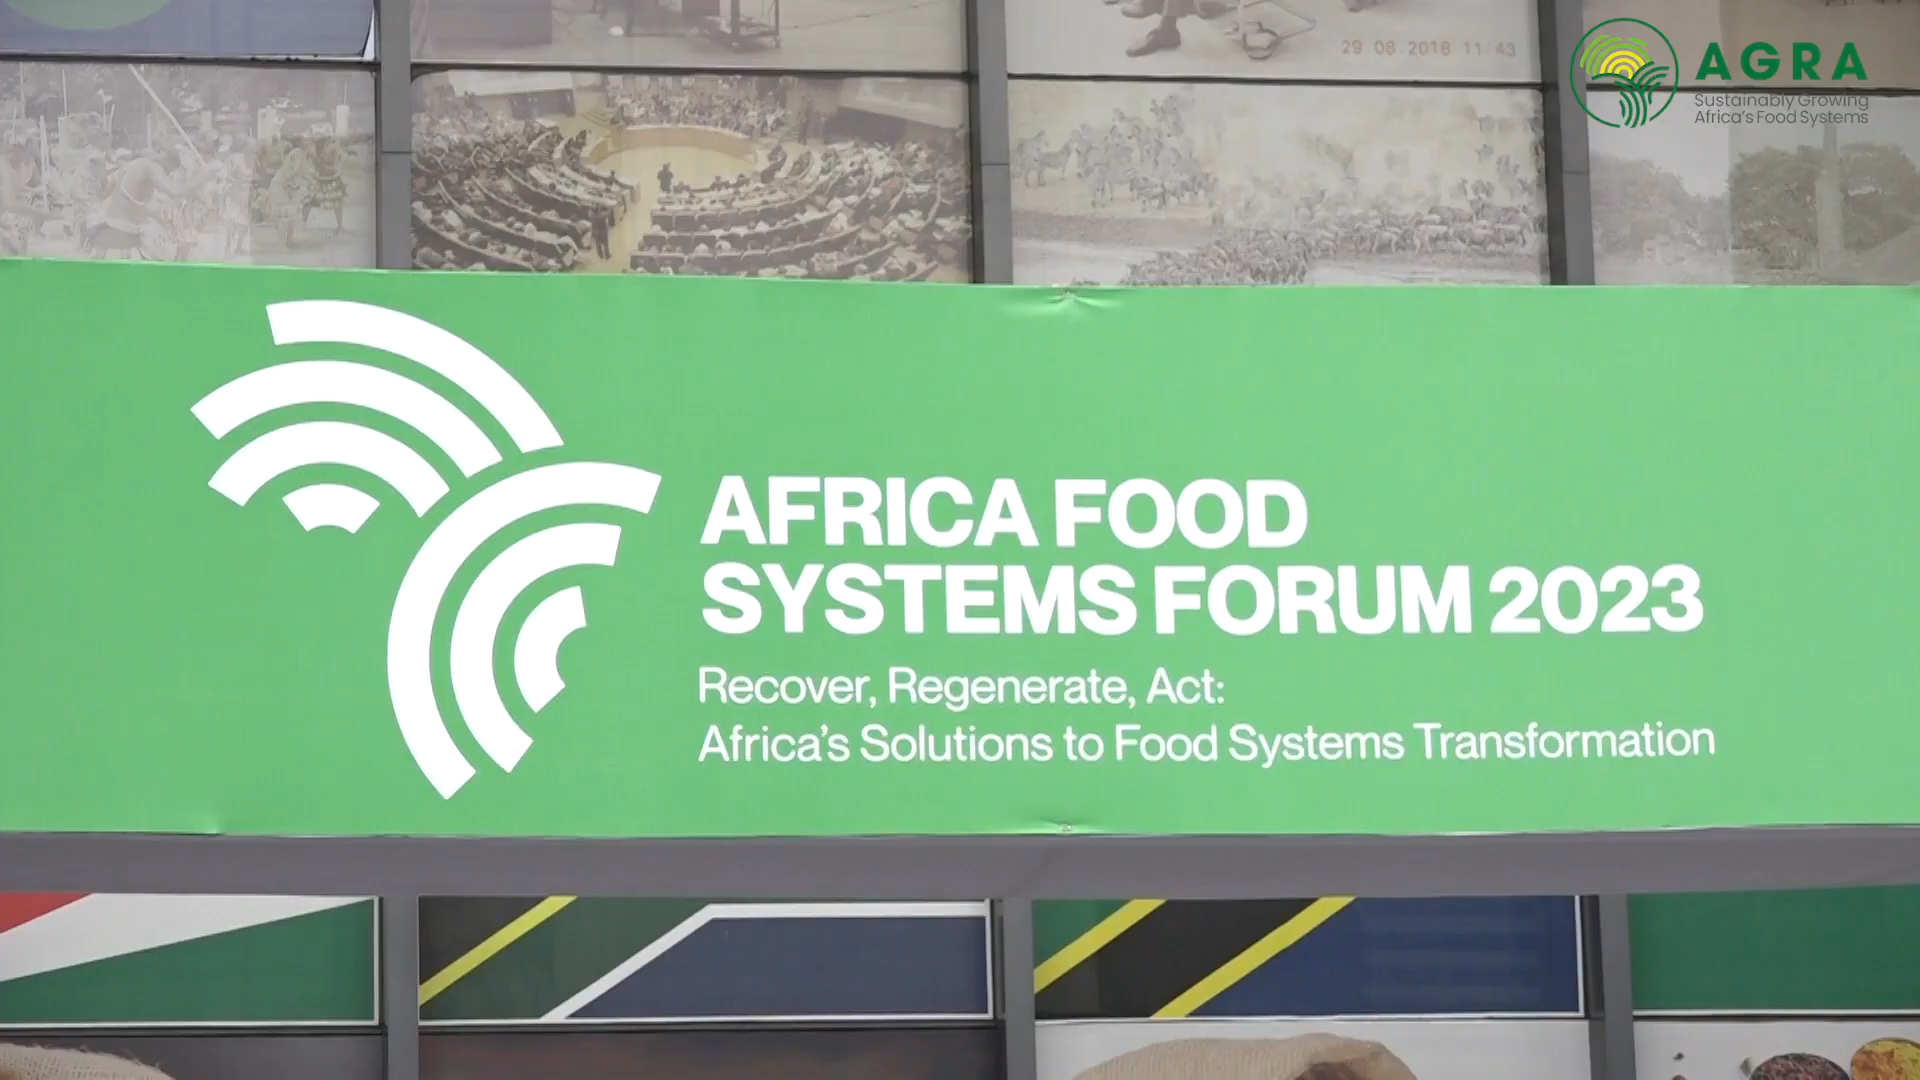 29 08 2018 11 43
AGRA
Sustainably Growing
Africa's Food Systems
AFRICA FOOD
SYSTEMS FORUM 2023
Recover, Regenerate, Act:
Africa's Solutions to Food Systems Transformation